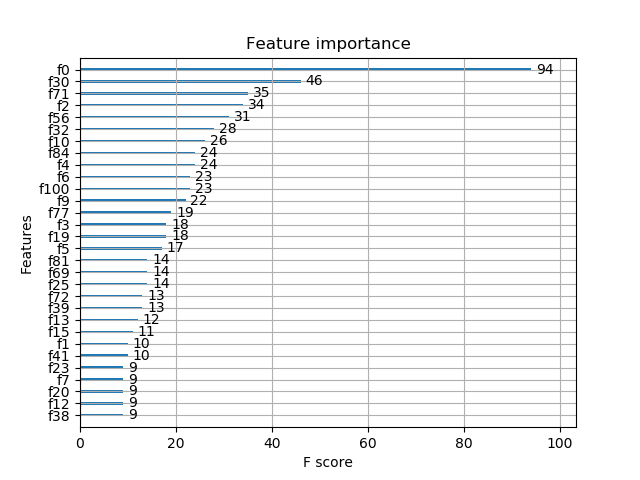 Feature importance
Features
f0 94
f30 46
f71 35
f2 34
f56 31
f32 28
f10 26
f84 24
f4 24
f6 23
f100 23
f9 22
f77 19
f3 18
f19 18
f5 17
f81 14
f69 14
f25 14
f72 13
f39 13
f13 12
f15 11
f1 10
f41 10
f23 9
f7 9
f20 9
f12 9
f38 9
0 20 40 60 80 100
F score